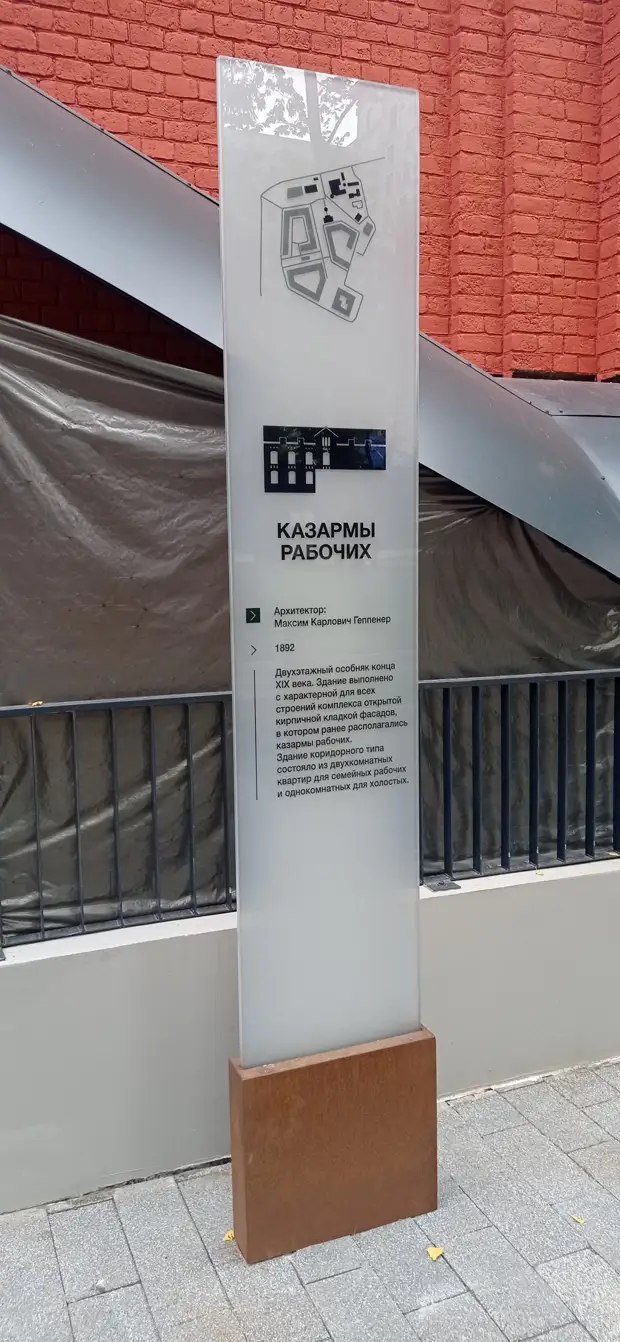 КАЗАРМЫ
РАБОЧИХ
Архитектор:
Максим Карлович Геппенер
1892
Двухэтажный особняк конца
XIX века. Здание выполнено
с характерной для всех
строений комплекса открытой
кирпичной кладкой фасадов,
в котором ранее располагались
казармы рабочих.
Здание коридорного типа
состояло из двухкомнатных
квартир для семейных рабочих
и однокомнатных для холостых.